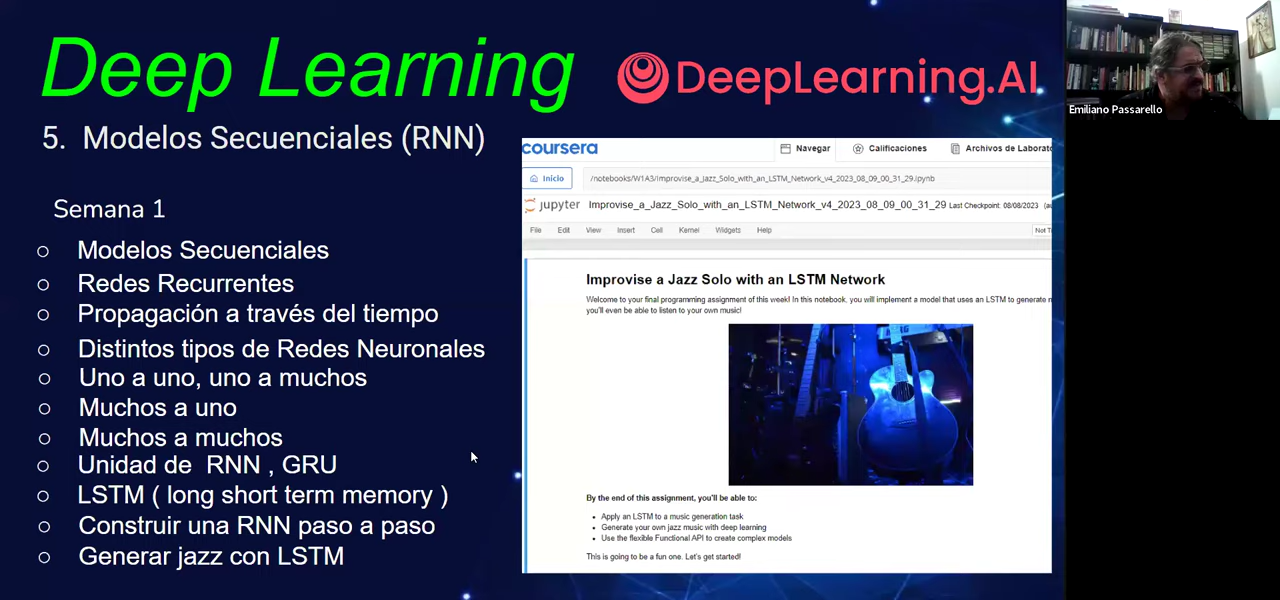 Deep Learning
DeepLearning.AI
5. Modelos Secuenciales (RNN)
Semana 1
Modelos Secuenciales
Redes Recurrentes
Propagación a través del tiempo
Distintos tipos de Redes Neuronales
Uno a uno, uno a muchos
Muchos a uno
Muchos a muchos
Unidad de RNN , GRU
LSTM ( long short term memory )
Construir una RNN paso a paso
Generar jazz con LSTM
coursera
Navegar
Calificaciones
Archivos de Laborato
Inicio
/notebooks/W1A3/Improvise_a_Jazz_Solo_with_an_LSTM_Network_v4_2023_08_09_00_31_29.ipynb
jupyter Improvise_a_Jazz_Solo_with_an_LSTM_Network_v4_2023_08_09_00_31_29 Last Checkpoint: 08/08/2023 (au
File Edit View Insert Cell Kernel Widgets Help
Not T
Improvise a Jazz Solo with an LSTM Network
Welcome to your final programming assignment of this week! In this notebook, you will implement a model that uses an LSTM to generate
you'll even be able to listen to your own music!
By the end of this assignment, you'll be able to:
Apply an LSTM to a music generation task
Generate your own jazz music with deep learning
Use the flexible Functional API to create complex models
This is going to be a fun one. Let's get started!
Emiliano Passarello